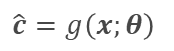 ĉ = g(x; θ)